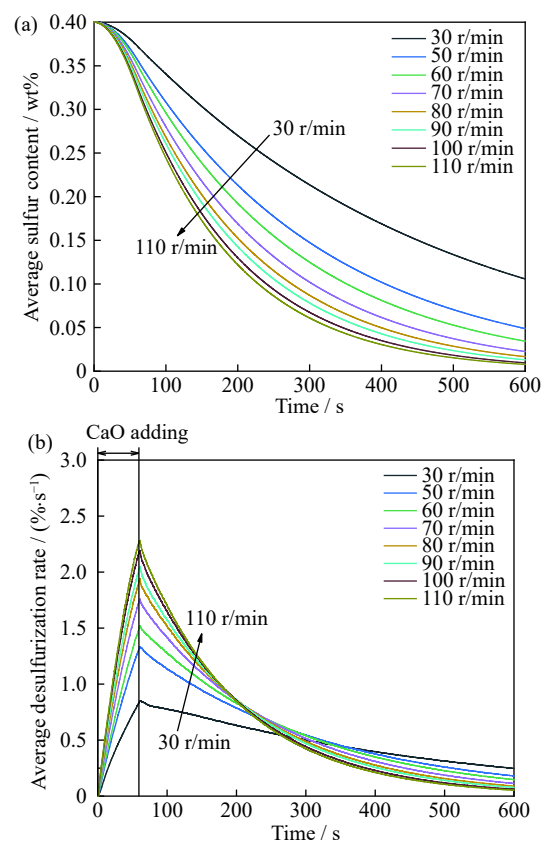 (a)
0.40
0.35
0.30
0.25
0.20
0.15
0.10
0.05
0
Average sulfur content / wt%
30 r/min
50 r/min
60 r/min
70 r/min
80 r/min
90 r/min
100 r/min
110 r/min
30 r/min
110 r/min
0 100 200 300 400 500 600
Time / s
(b)
CaO adding
3.0
2.5
2.0
1.5
1.0
0.5
0
Average desulfurization rate / (%·s⁻¹)
30 r/min
50 r/min
60 r/min
70 r/min
80 r/min
90 r/min
100 r/min
110 r/min
110 r/min
30 r/min
0 100 200 300 400 500 600
Time / s